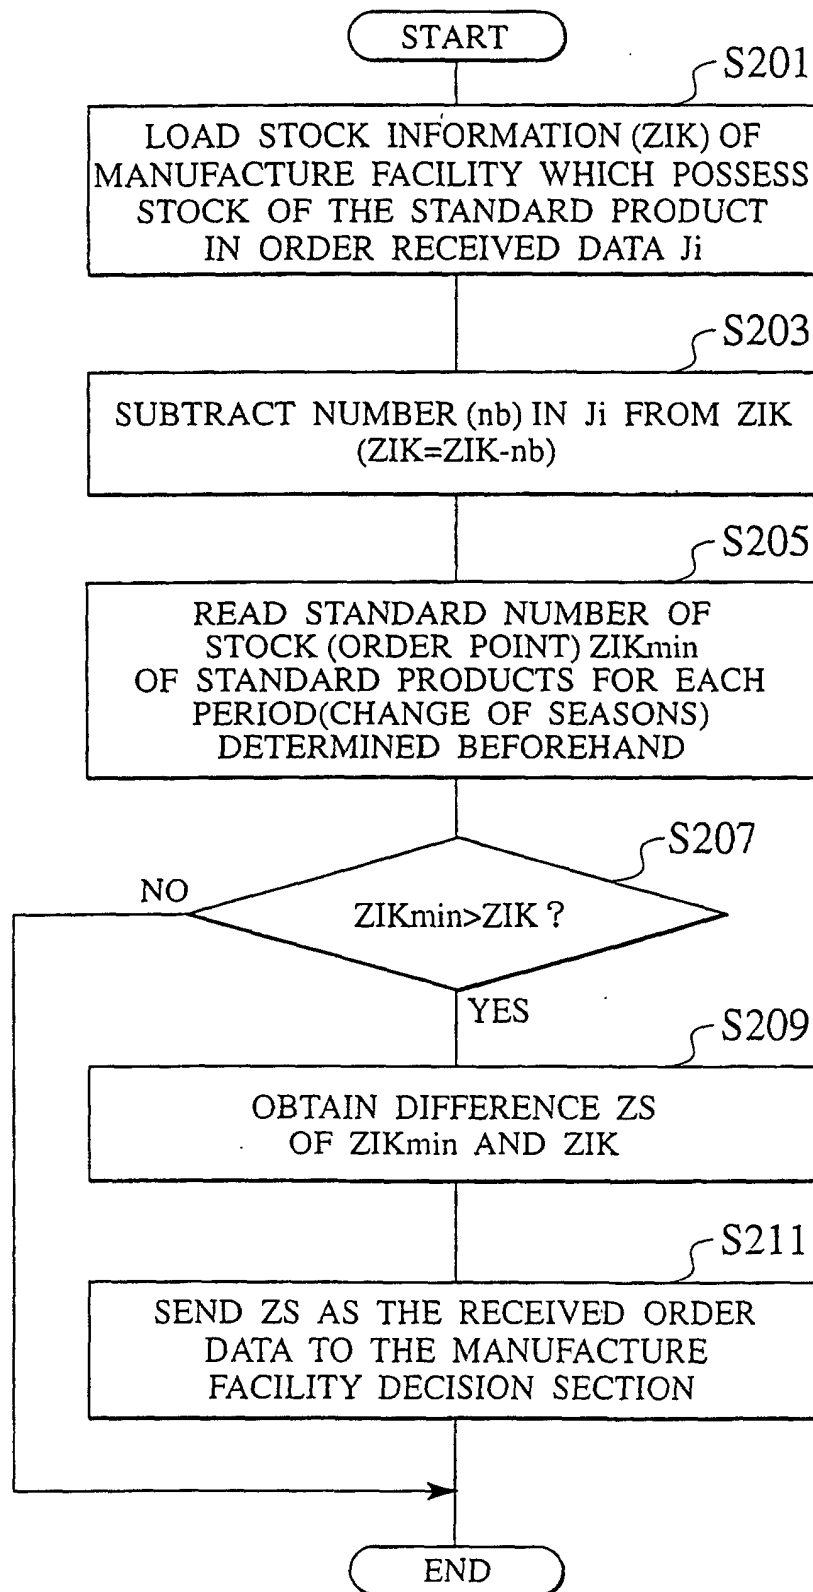 START
S201
LOAD STOCK INFORMATION (ZIK) OF
MANUFACTURE FACILITY WHICH POSSESS
STOCK OF THE STANDARD PRODUCT
IN ORDER RECEIVED DATA Ji
S203
SUBTRACT NUMBER (nb) IN Ji FROM ZIK
(ZIK=ZIK-nb)
S205
READ STANDARD NUMBER OF
STOCK (ORDER POINT) ZIKmin
OF STANDARD PRODUCTS FOR EACH
PERIOD(CHANGE OF SEASONS)
DETERMINED BEFOREHAND
S207
NO
ZIKmin>ZIK ?
YES
S209
OBTAIN DIFFERENCE ZS
OF ZIKmin AND ZIK
S211
SEND ZS AS THE RECEIVED ORDER
DATA TO THE MANUFACTURE
FACILITY DECISION SECTION
END